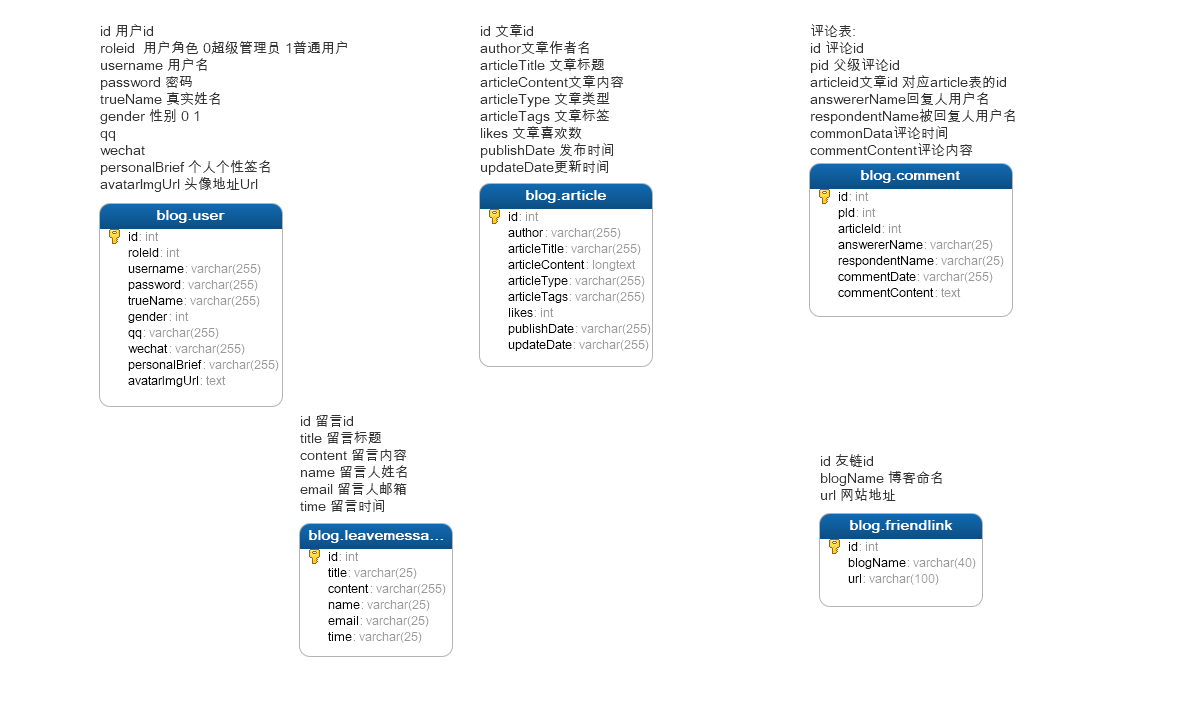 id 用户id
roleid  用户角色 0超级管理员 1普通用户
username 用户名
password 密码
trueName 真实姓名
gender 性别 0 1
qq
wechat
personalBrief 个人个性签名
avatarImgUrl 头像地址Url
blog.user
id: int
roleId: int
username: varchar(255)
password: varchar(255)
trueName: varchar(255)
gender: int
qq: varchar(255)
wechat: varchar(255)
personalBrief: varchar(255)
avatarImgUrl: text
id 文章id
author文章作者名
articleTitle 文章标题
articleContent文章内容
articleType 文章类型
articleTags 文章标签
likes 文章喜欢数
publishDate 发布时间
updateDate更新时间
blog.article
id: int
author: varchar(255)
articleTitle: varchar(255)
articleContent: longtext
articleType: varchar(255)
articleTags: varchar(255)
likes: int
publishDate: varchar(255)
updateDate: varchar(255)
评论表:
id 评论id
pid 父级评论id
articleid文章id 对应article表的id
answererName回复人用户名
respondentName被回复人用户名
commonData评论时间
commentContent评论内容
blog.comment
id: int
pId: int
articleId: int
answererName: varchar(25)
respondentName: varchar(25)
commentDate: varchar(255)
commentContent: text
id 留言id
title 留言标题
content 留言内容
name 留言人姓名
email 留言人邮箱
time 留言时间
blog.leavemessa...
id: int
title: varchar(25)
content: varchar(255)
name: varchar(25)
email: varchar(25)
time: varchar(25)
id 友链id
blogName 博客命名
url 网站地址
blog.friendlink
id: int
blogName: varchar(40)
url: varchar(100)